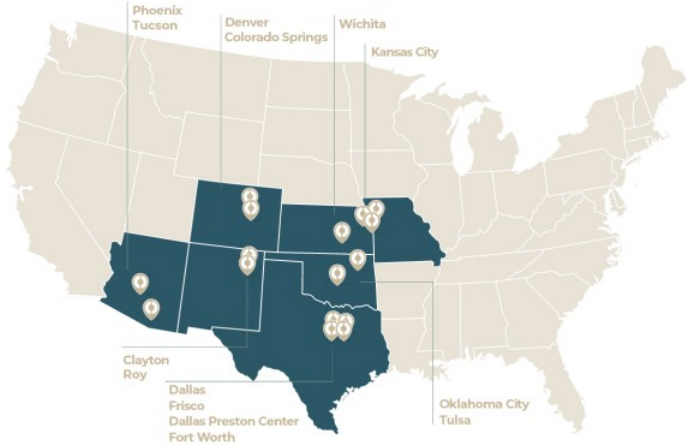 Phoenix
Tucson
Denver
Colorado Springs
Wichita
Kansas City
Clayton
Roy
Dallas
Frisco
Dallas Preston Center
Fort Worth
Oklahoma City
Tulsa